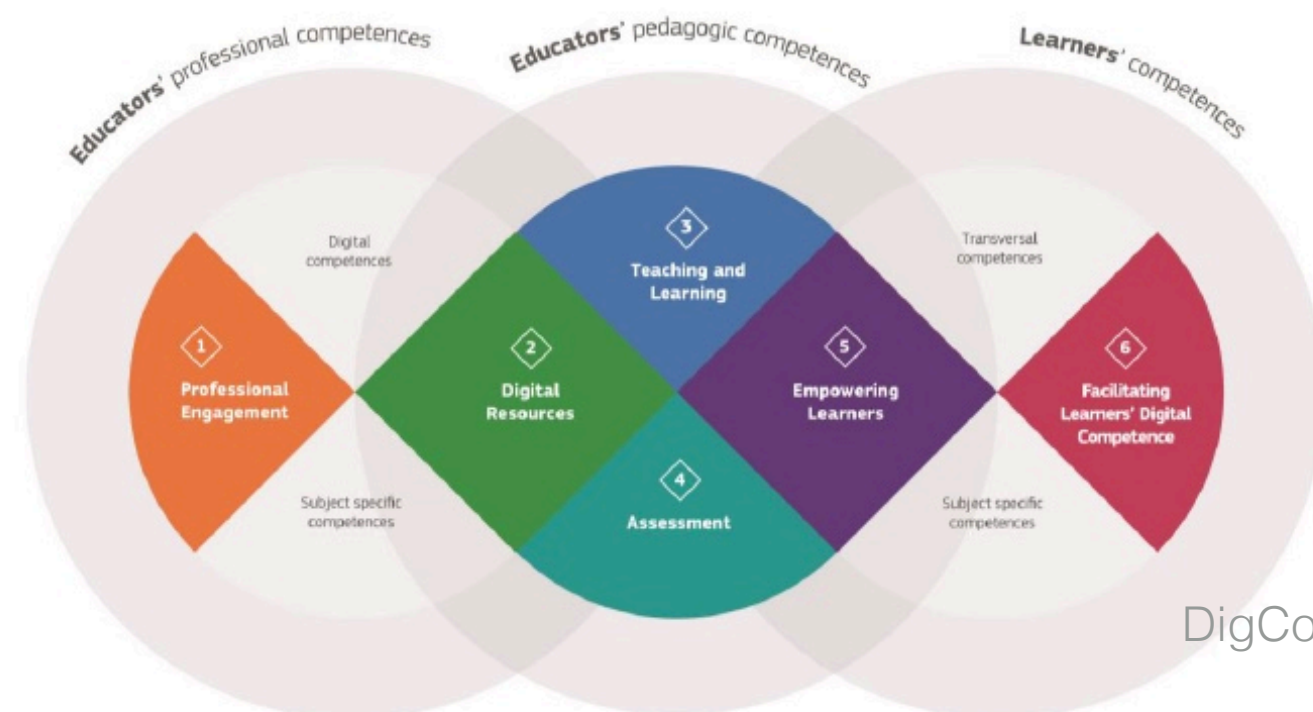 Educators' professional competences
Educators' pedagogic competences
Learners' competences
Digital
competences
Transversal
competences
1
Professional
Engagement
2
Digital
Resources
3
Teaching and
Learning
4
Assessment
5
Empowering
Learners
6
Facilitating
Learners' Digital
Competence
Subject specific
competences
Subject specific
competences
DigCo